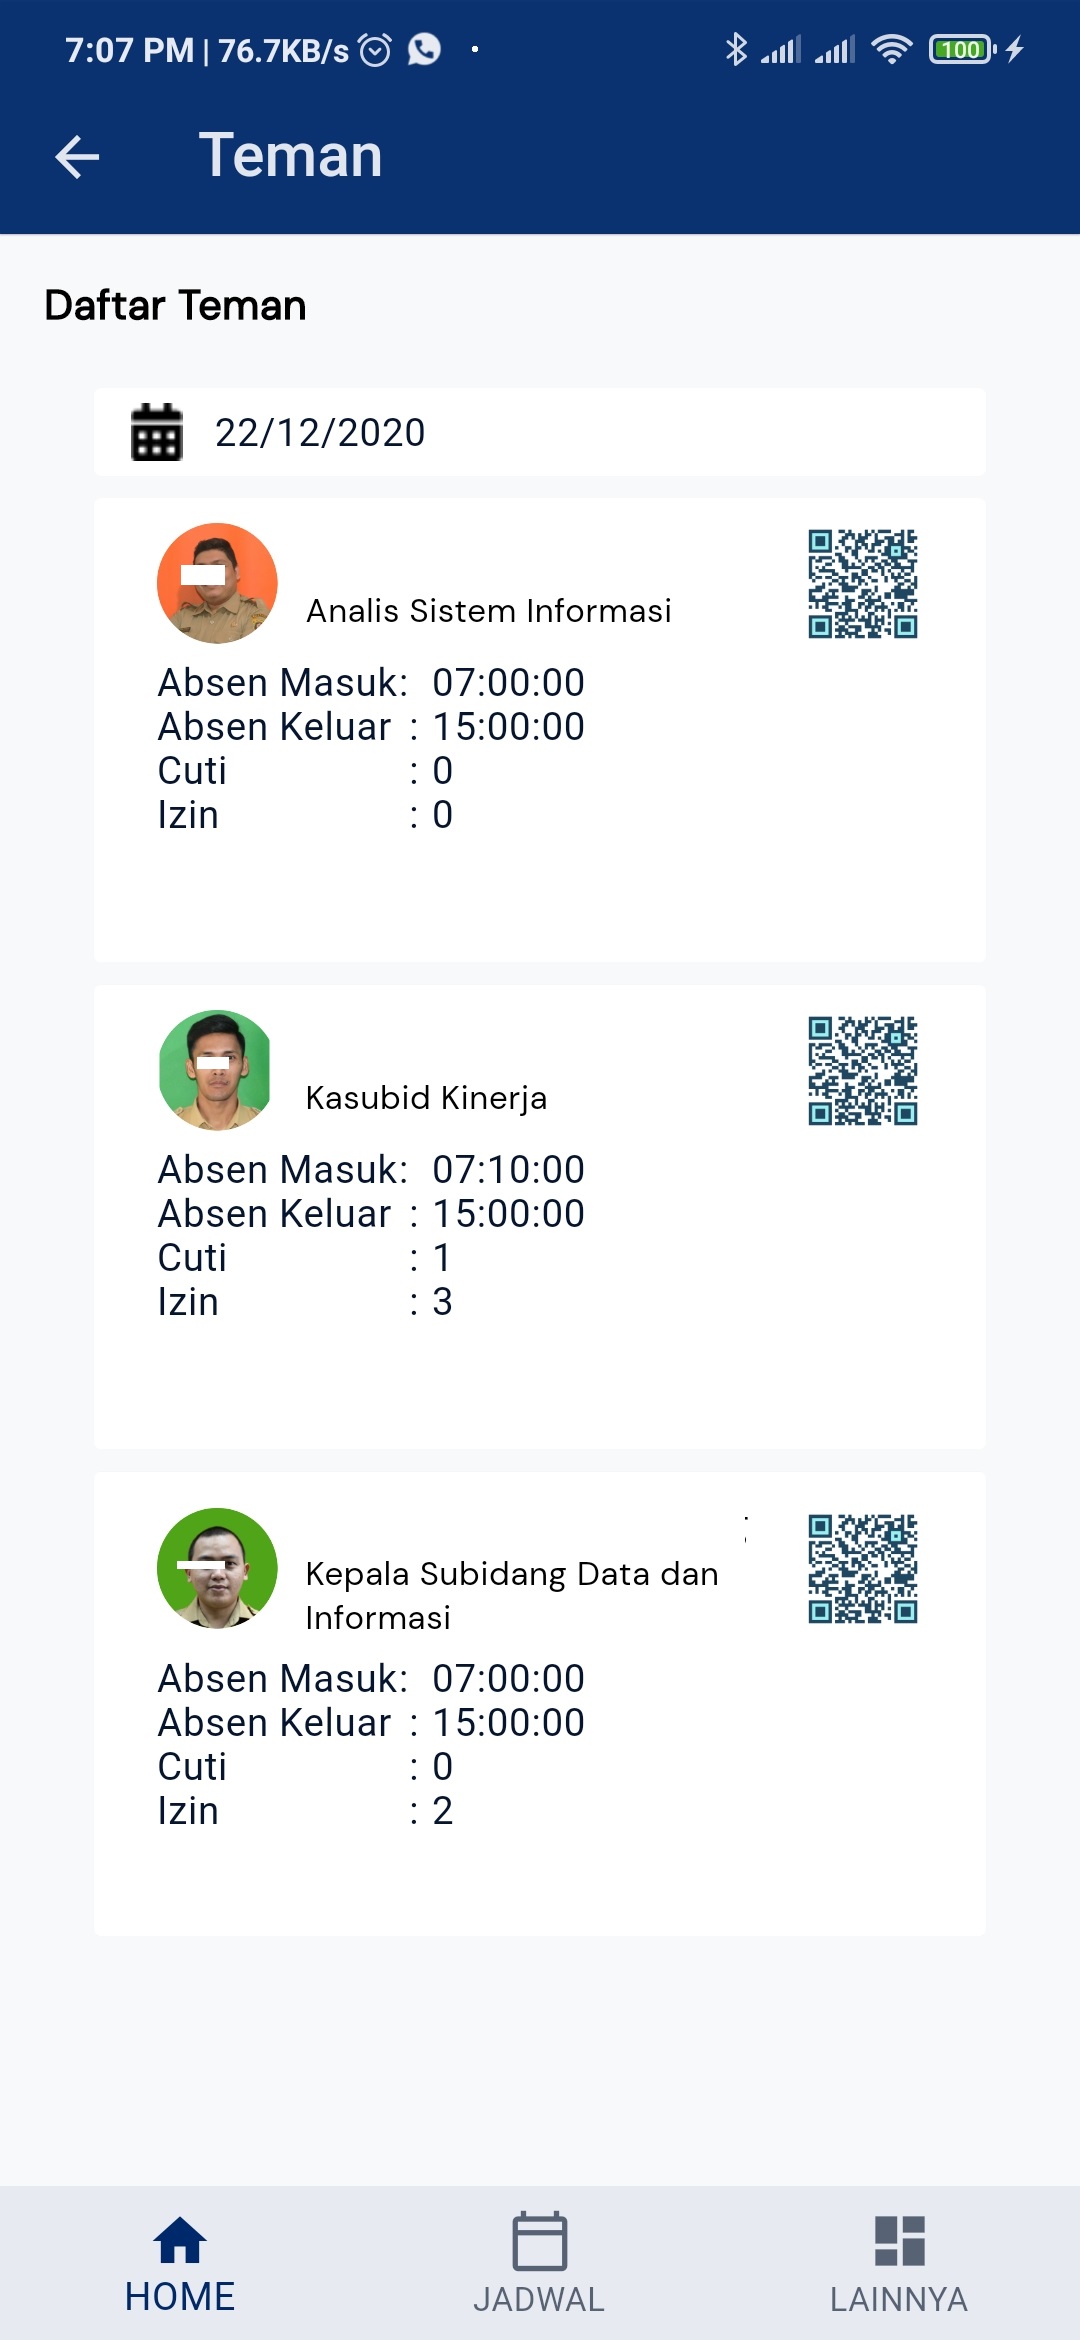 7:07 PM | 76.7KB/s
100
Teman
Daftar Teman
22/12/2020
Analis Sistem Informasi
Absen Masuk: 07:00:00
Absen Keluar : 15:00:00
Cuti : 0
Izin : 0
Kasubid Kinerja
Absen Masuk: 07:10:00
Absen Keluar : 15:00:00
Cuti : 1
Izin : 3
Kepala Subidang Data dan
Informasi
Absen Masuk: 07:00:00
Absen Keluar : 15:00:00
Cuti : 0
Izin : 2
HOME
JADWAL
LAINNYA